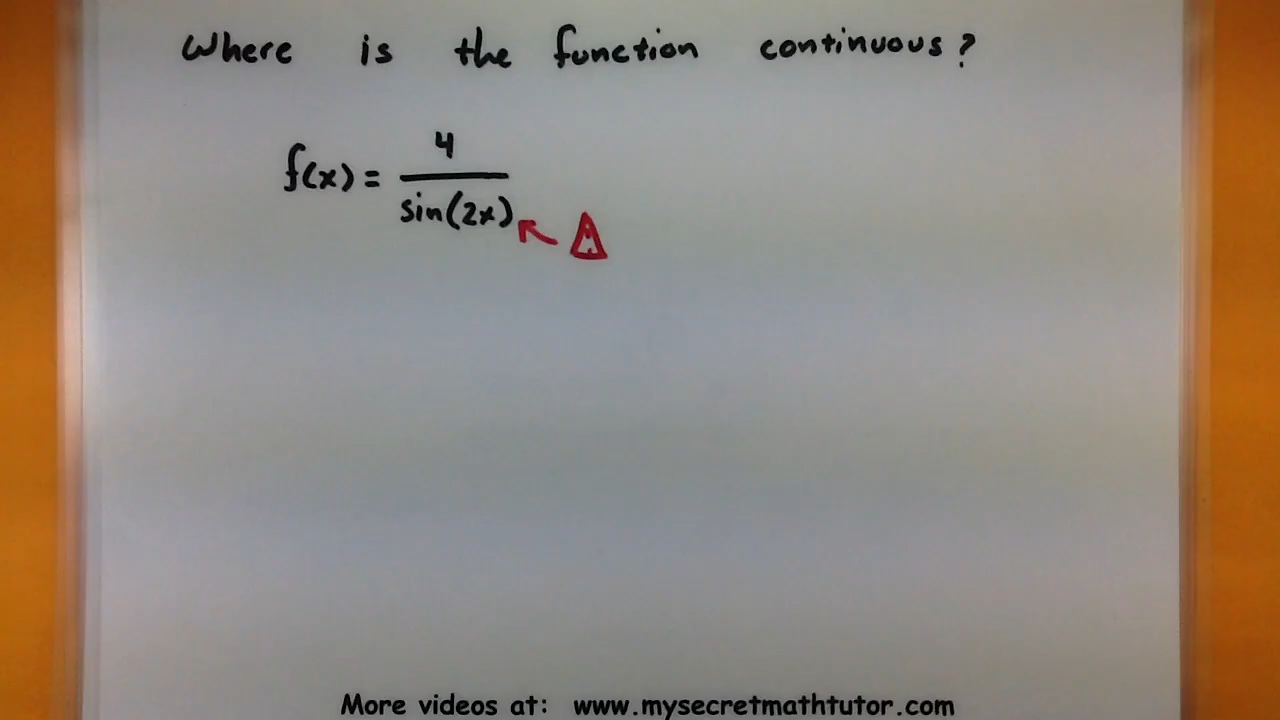 Where is the function continuous?
f(x) = 4 / sin(2x)
More videos at: www.mysecretmathtutor.com